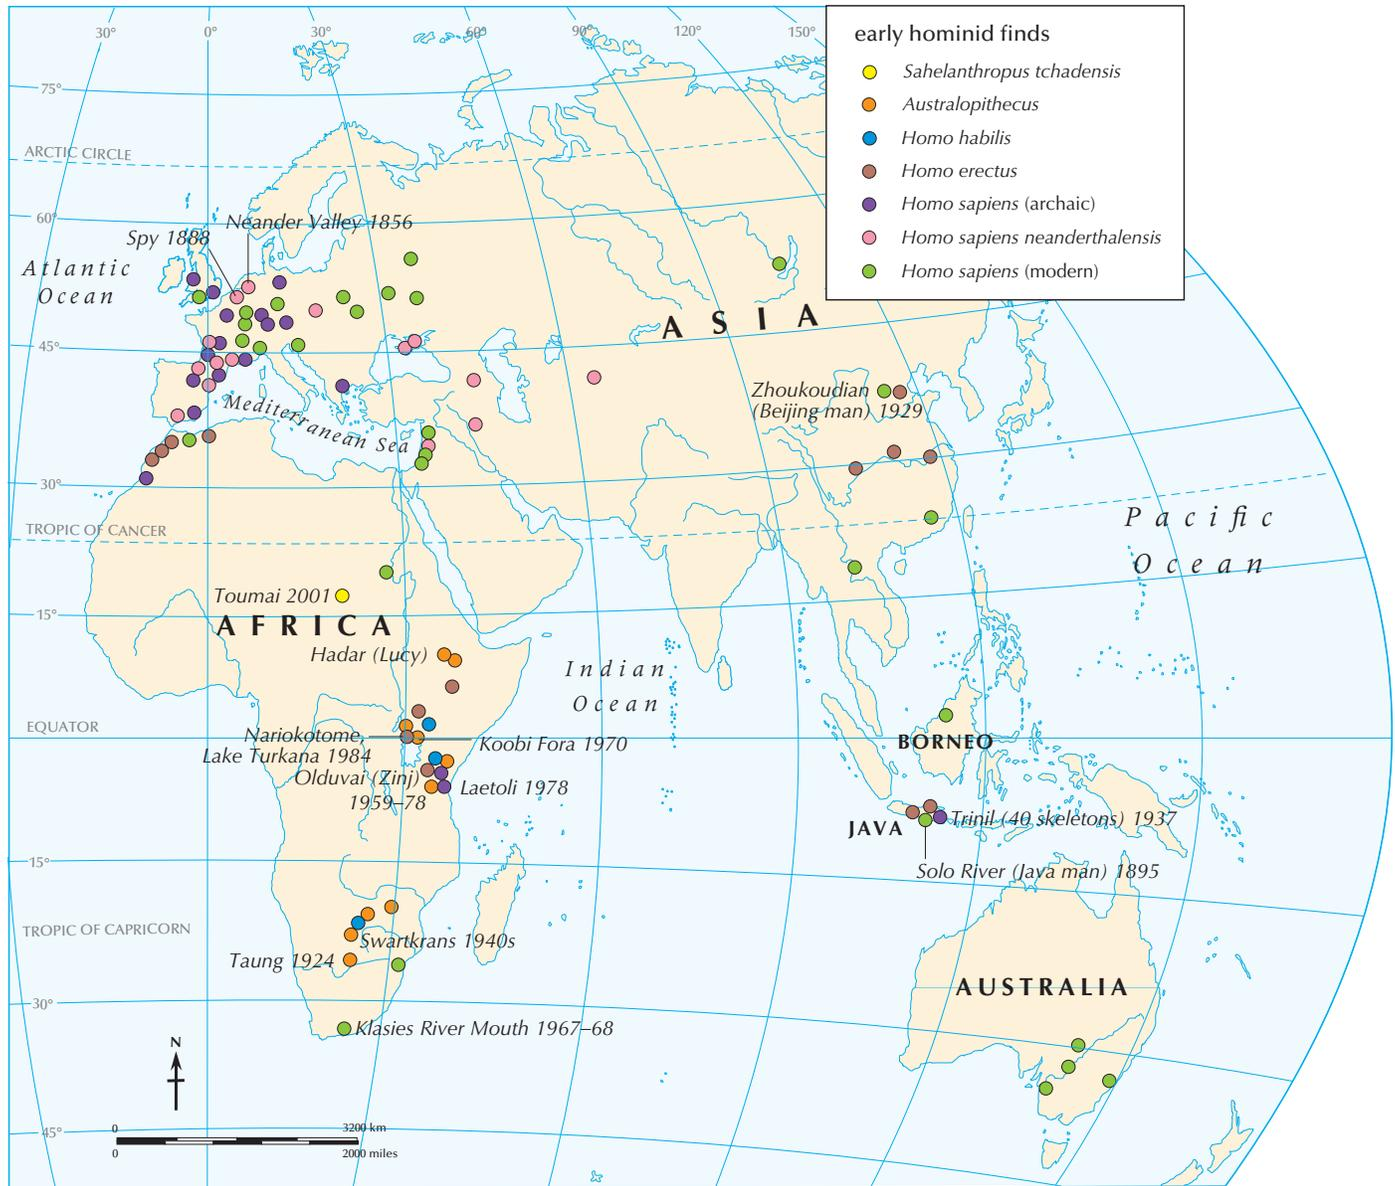 30°
0°
30°
60°
90°
120°
150°
early hominid finds
Sahelanthropus tchadensis
Australopithecus
Homo habilis
Homo erectus
Homo sapiens (archaic)
Homo sapiens neanderthalensis
Homo sapiens (modern)
75°
ARCTIC CIRCLE
60°
Neander Valley 1856
Spy 1888
Atlantic
Ocean
ASIA
45°
Zhoukoudian
(Beijing man) 1929
Mediterranean Sea
30°
TROPIC OF CANCER
Pacific
Ocean
Toumai 2001
15°
AFRICA
Hadar (Lucy)
Indian
Ocean
EQUATOR
Nariokotome,
Lake Turkana 1984
Koobi Fora 1970
BORNEO
Olduvai (Zinj)
1959–78
Laetoli 1978
JAVA
Trinil (40 skeletons) 1937
Solo River (Java man) 1895
15°
TROPIC OF CAPRICORN
Swartkrans 1940s
Taung 1924
AUSTRALIA
30°
Klasies River Mouth 1967–68
N
45°
0
3200 km
0
2000 miles